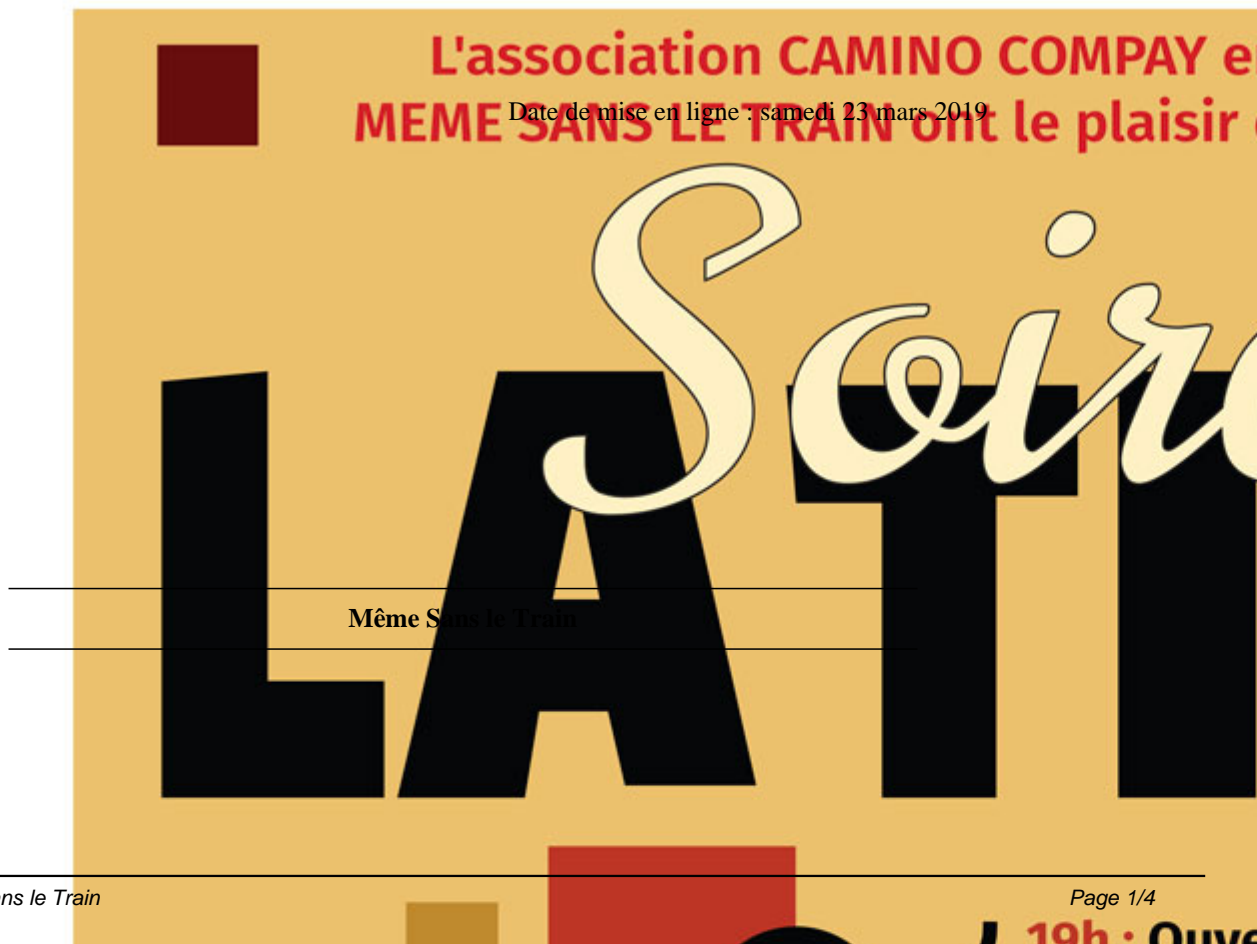 L'association CAMINO COMPAY e
Date de mise en ligne : samedi 23 mars 2019
MEME SANS LE TRAIN ont le plaisir
Soir
LAT
Même Sans le Train
ns le Train
Page 1/4
19h : Ouve